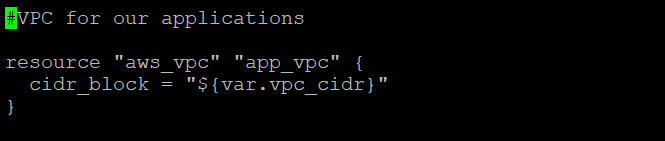 #VPC for our applications
resource "aws_vpc" "app_vpc" {
  cidr_block = "${var.vpc_cidr}"
}